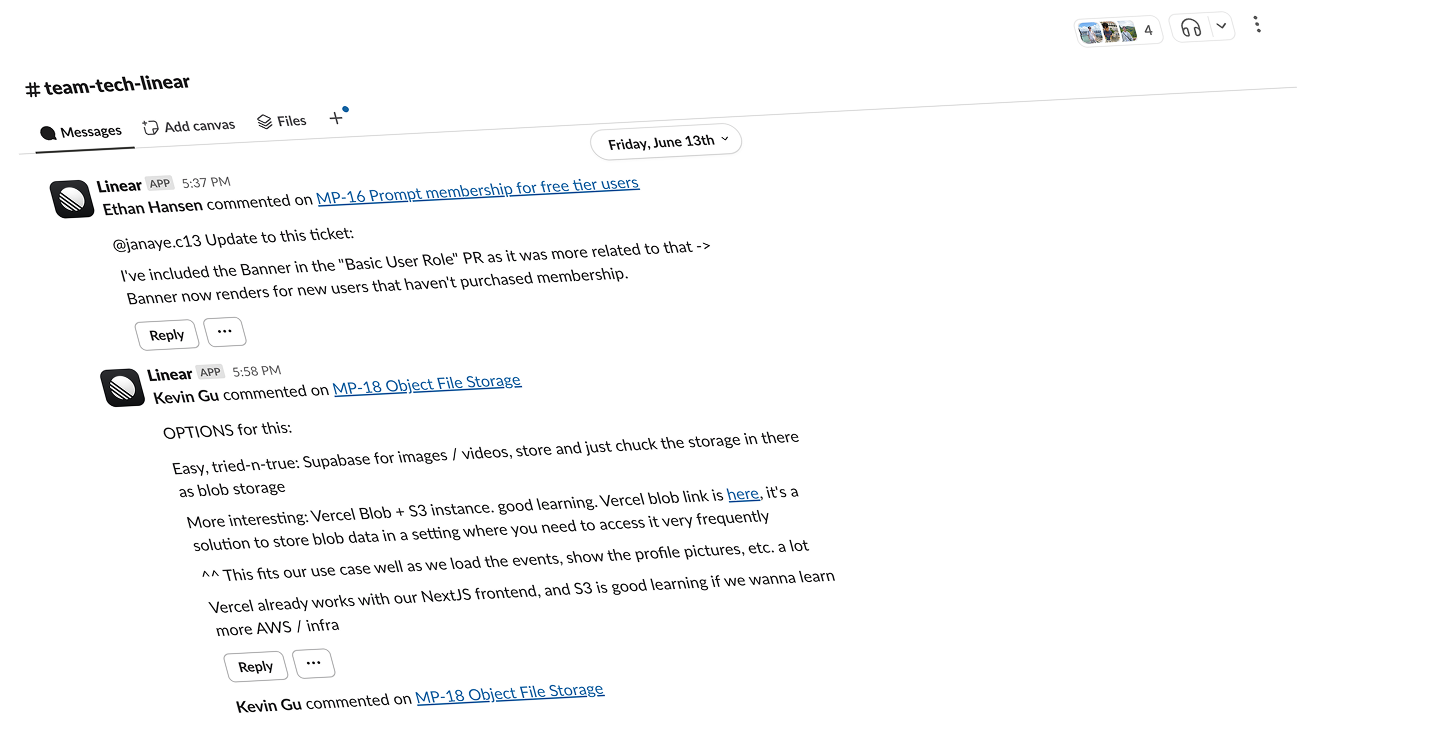 4
# team-tech-linear
Messages Add canvas Files +
Friday, June 13th
Linear APP 5:37 PM
Ethan Hansen commented on MP-16 Prompt membership for free tier users
@janaye.c13 Update to this ticket:
I've included the Banner in the "Basic User Role" PR as it was more related to that ->
Banner now renders for new users that haven't purchased membership.
Reply ...
Linear APP 5:58 PM
Kevin Gu commented on MP-18 Object File Storage
OPTIONS for this:
Easy, tried-n-true: Supabase for images / videos, store and just chuck the storage in there
as blob storage
More interesting: Vercel Blob + S3 instance. good learning. Vercel blob link is here, it's a
solution to store blob data in a setting where you need to access it very frequently
^^ This fits our use case well as we load the events, show the profile pictures, etc. a lot
Vercel already works with our NextJS frontend, and S3 is good learning if we wanna learn
more AWS / infra
Reply ...
Kevin Gu commented on MP-18 Object File Storage